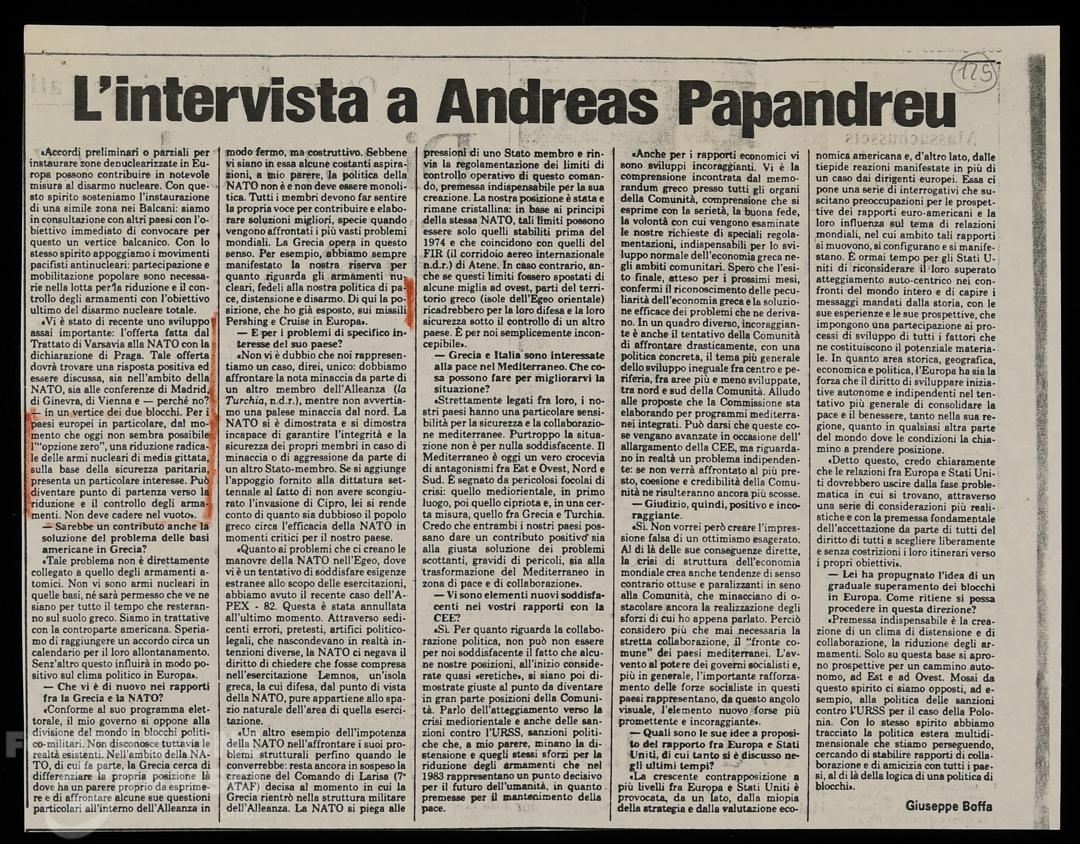 125
L'intervista a Andreas Papandreu
«Accordi preliminari o parziali per
instaurare zone denuclearizzate in Eu-
ropa possono contribuire in notevole
misura al disarmo nucleare. Con que-
sto spirito sosteniamo l'instaurazione
di una simile zona nei Balcani: siamo
in consultazione con altri paesi con l'o-
biettivo immediato di convocare per
questo un vertice balcanico. Con lo
stesso spirito appoggiamo i movimenti
pacifisti antinucleari: partecipazione e
mobilitazione popolare sono necessa-
rie nella lotta per la riduzione e il con-
trollo degli armamenti con l'obiettivo
ultimo del disarmo nucleare totale.
«Vi è stato di recente uno sviluppo
assai importante: l'offerta fatta dal
Trattato di Varsavia alla NATO con la
dichiarazione di Praga. Tale offerta
dovrà trovare una risposta positiva ed
essere discussa, sia nell'ambito della
NATO, sia alle conferenze di Madrid,
di Ginevra, di Vienna e — perché no?
— in un vertice dei due blocchi. Per i
paesi europei in particolare, dal mo-
mento che oggi non sembra possibile
l'"opzione zero", una riduzione radica-
le delle armi nucleari di media gittata,
sulla base della sicurezza paritaria,
presenta un particolare interesse. Può
diventare punto di partenza verso la
riduzione e il controllo degli arma-
menti. Non deve cadere nel vuoto».
— Sarebbe un contributo anche la
soluzione del problema delle basi
americane in Grecia?
«Tale problema non è direttamente
collegato a quello degli armamenti a-
tomici. Non vi sono armi nucleari in
quelle basi, né sarà permesso che ve ne
siano per tutto il tempo che resteran-
no sul suolo greco. Siamo in trattative
con la controparte americana. Speria-
mo di raggiungere un accordo circa un
calendario per il loro allontanamento.
Senz'altro questo influirà in modo po-
sitivo sul clima politico in Europa».
— Che vi è di nuovo nei rapporti
fra la Grecia e la NATO?
«Conforme al suo programma elet-
torale, il mio governo si oppone alla
divisione del mondo in blocchi politi-
co-militari. Non disconosce tuttavia le
realtà esistenti. Nell'ambito della NA-
TO, di cui fa parte, la Grecia cerca di
differenziare la propria posizione là
dove ha un parere proprio da esprime-
re e di affrontare alcune sue questioni
particolari all'interno dell'Alleanza in
modo fermo, ma costruttivo. Sebbene
vi siano in essa alcune costanti aspira-
zioni, a mio parere, la politica della
NATO non è e non deve essere monoli-
tica. Tutti i membri devono far sentire
la propria voce per contribuire e elabo-
rare soluzioni migliori, specie quando
vengono affrontati i più vasti problemi
mondiali. La Grecia opera in questo
senso. Per esempio, abbiamo sempre
manifestato la nostra riserva per
quanto riguarda gli armamenti nu-
cleari, fedeli alla nostra politica di pa-
ce, distensione e disarmo. Di qui la po-
sizione, che ho già esposto, sui missili
Pershing e Cruise in Europa».
— E per i problemi di specifico in-
teresse del suo paese?
«Non vi è dubbio che noi rappresen-
tiamo un caso, direi, unico: dobbiamo
affrontare la nota minaccia da parte di
un altro membro dell'Alleanza (la
Turchia, n.d.r.), mentre non avvertia-
mo una palese minaccia dal nord. La
NATO si è dimostrata e si dimostra
incapace di garantire l'integrità e la
sicurezza dei propri membri in caso di
minaccia o di aggressione da parte di
un altro Stato-membro. Se si aggiunge
l'appoggio fornito alla dittatura set-
tennale al fatto di non avere scongiu-
rato l'invasione di Cipro, lei si rende
conto di quanto sia dubbioso il popolo
greco circa l'efficacia della NATO in
momenti critici per il nostro paese.
«Quanto ai problemi che ci creano le
manovre della NATO nell'Egeo, dove
vi è un tentativo di soddisfare esigenze
estranee allo scopo delle esercitazioni,
abbiamo avuto il recente caso dell'A-
PEX - 82. Questa è stata annullata
all'ultimo momento. Attraverso se-
dicenti errori, pretesti, artifici politico-
legali, che nascondevano in realtà in-
tenzioni diverse, la NATO ci negava il
diritto di chiedere che fosse compresa
nell'esercitazione Lemnos, un'isola
greca, la cui difesa, dal punto di vista
della NATO, pure appartiene allo spa-
zio naturale dell'area di quella eserci-
tazione.
«Un altro esempio dell'impotenza
della NATO nell'affrontare i suoi pro-
blemi strutturali perfino quando le
converrebbe: resta ancora in sospeso la
creazione del Comando di Larisa (7ª
ATAF) decisa al momento in cui la
Grecia rientrò nella struttura militare
dell'Alleanza. La NATO si piega alle
pressioni di uno Stato membro e rin-
via la regolamentazione dei limiti di
controllo operativo di questo coman-
do, premessa indispensabile per la sua
creazione. La nostra posizione è stata e
rimane cristallina: in base ai principi
della stessa NATO, tali limiti possono
essere solo quelli stabiliti prima del
1974 e che coincidono con quelli del
FIR (il corridoio aereo internazionale
n.d.r.) di Atene. In caso contrario, an-
che se questi limiti fossero spostati di
alcune miglia ad ovest, parti del terri-
torio greco (isole dell'Egeo orientale)
ricadrebbero per la loro difesa e la loro
sicurezza sotto il controllo di un altro
paese. È per noi semplicemente incon-
cepibile».
— Grecia e Italia sono interessate
alla pace nel Mediterraneo. Che co-
sa possono fare per migliorarvi la
situazione?
«Strettamente legati fra loro, i no-
stri paesi hanno una particolare sensi-
bilità per la sicurezza e la collaborazio-
ne mediterranee. Purtroppo la situa-
zione non è per nulla soddisfacente. Il
Mediterraneo è oggi un vero crocevia
di antagonismi fra Est e Ovest, Nord e
Sud. È segnato da pericolosi focolai di
crisi: quello mediorientale, in primo
luogo, poi quello cipriota e, in una cer-
ta misura, quello fra Grecia e Turchia.
Credo che entrambi i nostri paesi pos-
sano dare un contributo positivo sia
alla giusta soluzione dei problemi
scottanti, gravidi di pericoli, sia alla
trasformazione del Mediterraneo in
zona di pace e di collaborazione».
— Vi sono elementi nuovi soddisfa-
centi nei vostri rapporti con la
CEE?
«Sì. Per quanto riguarda la collabo-
razione politica, non può non essere
per noi soddisfacente il fatto che alcu-
ne nostre posizioni, all'inizio conside-
rate quasi «eretiche», si siano poi di-
mostrate giuste al punto da diventare
in gran parte posizioni della Comuni-
tà. Parlo dell'atteggiamento verso la
crisi mediorientale e anche delle san-
zioni contro l'URSS, sanzioni politi-
che che, a mio parere, minano la di-
stensione e quegli stessi sforzi per la
riduzione degli armamenti che nel
1983 rappresentano un punto decisivo
per il futuro dell'umanità, in quanto
premesse per il mantenimento della
pace.
«Anche per i rapporti economici vi
sono sviluppi incoraggianti. Vi è la
comprensione incontrata dal memo-
randum greco presso tutti gli organi
della Comunità, comprensione che si
esprime con la serietà, la buona fede,
la volontà con cui vengono esaminate
le nostre richieste di speciali regola-
mentazioni, indispensabili per lo svi-
luppo normale dell'economia greca ne-
gli ambiti comunitari. Spero che l'esi-
to finale, atteso per i prossimi mesi,
confermi il riconoscimento delle pecu-
liarità dell'economia greca e la soluzio-
ne efficace dei problemi che ne deriva-
no. In un quadro diverso, incoraggian-
te è anche il tentativo della Comunità
di affrontare drasticamente, con una
politica concreta, il tema più generale
dello sviluppo ineguale fra centro e pe-
riferia, fra aree più e meno sviluppate,
tra nord e sud della Comunità. Alludo
alle proposte che la Commissione sta
elaborando per programmi mediterra-
nei integrati. Può darsi che queste co-
se vengano avanzate in occasione dell'
allargamento della CEE, ma riguarda-
no in realtà un problema indipenden-
te: se non verrà affrontato al più pre-
sto, coesione e credibilità della Comu-
nità ne risulteranno ancora più scosse.
— Giudizio, quindi, positivo e inco-
raggiante.
«Sì. Non vorrei però creare l'impres-
sione falsa di un ottimismo esagerato.
Al di là delle sue conseguenze dirette,
la crisi di struttura dell'economia
mondiale crea anche tendenze di senso
contrario ottuse e paralizzanti in seno
alla Comunità, che minacciano di o-
stacolare ancora la realizzazione degli
sforzi di cui ho appena parlato. Perciò
considero più che mai necessaria la
stretta collaborazione, il "fronte co-
mune" dei paesi mediterranei. L'av-
vento al potere dei governi socialisti e,
più in generale, l'importante rafforza-
mento delle forze socialiste in questi
paesi rappresentano, da questo angolo
visuale, l'elemento nuovo forse più
promettente e incoraggiante».
— Quali sono le sue idee a propo-
sito del rapporto fra Europa e Stati
Uniti, di cui tanto si è discusso ne-
gli ultimi tempi?
«La crescente contrapposizione a
più livelli fra Europa e Stati Uniti è
provocata, da un lato, dalla miopia
della strategia e dalla valutazione eco-
nomica americana e, d'altro lato, dalle
tiepide reazioni manifestate in più di
un caso da dirigenti europei. Essa ci
pone una serie di interrogativi che su-
scitano preoccupazioni per le prospet-
tive dei rapporti euro-americani e la
loro influenza sul tema di relazioni
mondiali, nel cui ambito tali rapporti
si muovono, si configurano e si manife-
stano. È ormai tempo per gli Stati U-
niti di riconsiderare il loro superato
atteggiamento auto-centrico nei con-
fronti del mondo intero e di capire i
messaggi mandati dalla storia, con le
sue esperienze e le sue prospettive, che
impongono una partecipazione ai pro-
cessi di sviluppo di tutti i fattori che
ne costituiscono il potenziale materia-
le. In quanto area storica, geografica,
economica e politica, l'Europa ha sia la
forza che il diritto di sviluppare inizia-
tive autonome e indipendenti nel ten-
tativo più generale di consolidare la
pace e il benessere, tanto nella sua re-
gione, quanto in qualsiasi altra parte
del mondo dove le condizioni la chia-
mino a prendere posizione.
Detto questo, credo chiaramente
che le relazioni fra Europa e Stati Uni-
ti dovrebbero uscire dalla fase proble-
matica in cui si trovano, attraverso
una serie di considerazioni più reali-
stiche e con la premessa fondamentale
dell'accettazione da parte di tutti del
diritto di tutti a scegliere liberamente
e senza costrizioni i loro itinerari verso
i propri obiettivi».
— Lei ha propugnato l'idea di un
graduale superamento dei blocchi
in Europa. Come ritiene si possa
procedere in questa direzione?
«Premessa indispensabile è la crea-
zione di un clima di distensione e di
collaborazione, la riduzione degli ar-
mamenti. Solo su questa base si apro-
no prospettive per un cammino auto-
nomo, ad Est e ad Ovest. Mossi da
questo spirito ci siamo opposti, ad e-
sempio, alla politica delle sanzioni
contro l'URSS per il caso della Polo-
nia. Con lo stesso spirito abbiamo
tracciato la politica estera multidi-
mensionale che stiamo perseguendo,
cercando di stabilire rapporti di colla-
borazione e di amicizia con tutti i pae-
si, al di là della logica di una politica di
blocchi».
Giuseppe Boffa